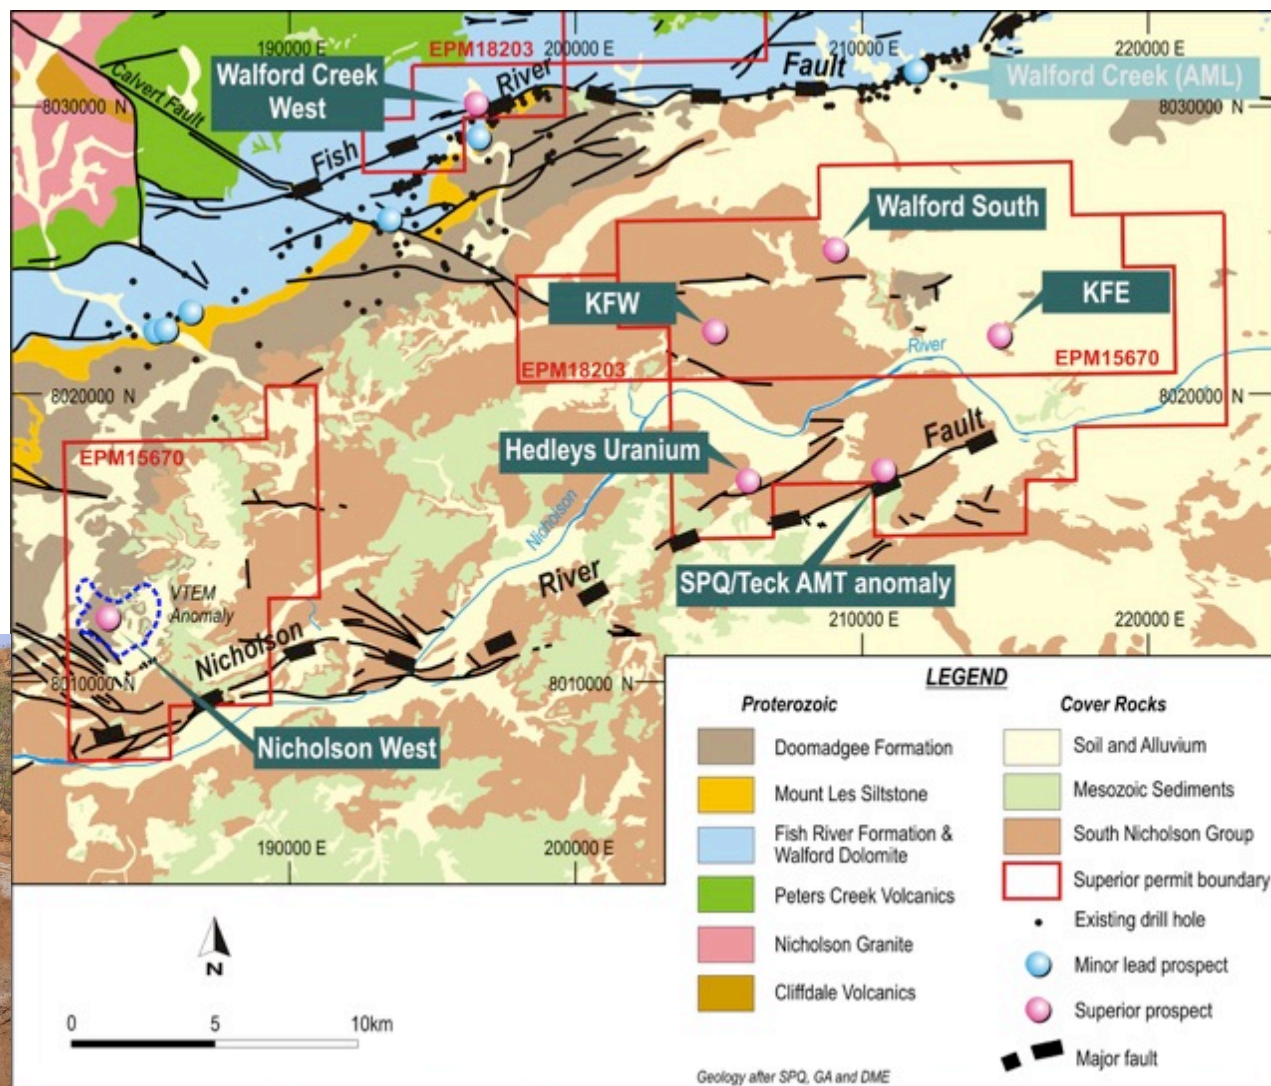 190000 E
EPM18203
200000 E
210000 E
220000 E
Walford Creek
West
River
Fault
Walford Creek (AML)
Calvert Fault
8030000 N
8030000 N
Fish
Walford South
KFW
KFE
River
EPM18203
EPM15670
8020000 N
8020000 N
Fault
Hedleys Uranium
EPM15670
Nicholson
SPQ/Teck AMT anomaly
River
VTEM
Anomaly
210000 E
220000 E
Nicholson
8010000 N
8010000 N
Nicholson West
190000 E
200000 E
LEGEND
Proterozoic
Doomadgee Formation
Mount Les Siltstone
Fish River Formation &
Walford Dolomite
Peters Creek Volcanics
Nicholson Granite
Cliffdale Volcanics
Cover Rocks
Soil and Alluvium
Mesozoic Sediments
South Nicholson Group
Superior permit boundary
Existing drill hole
Minor lead prospect
Superior prospect
Major fault
N
0 5 10km
Geology after SPQ, GA and DME